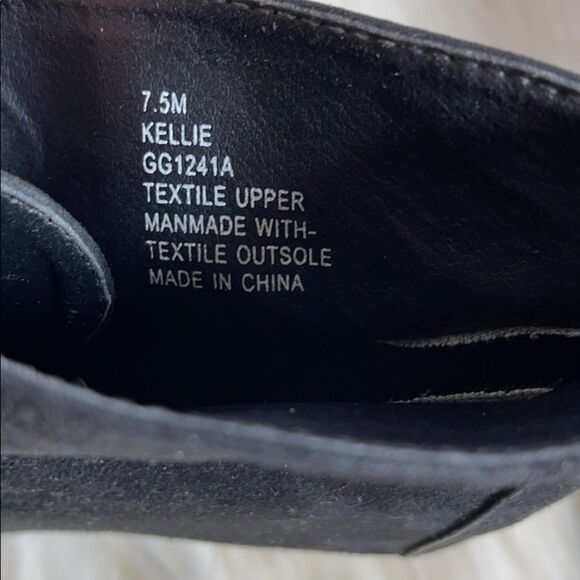 7.5M
KELLIE
GG1241A
TEXTILE UPPER
MANMADE WITH-
TEXTILE OUTSOLE
MADE IN CHINA